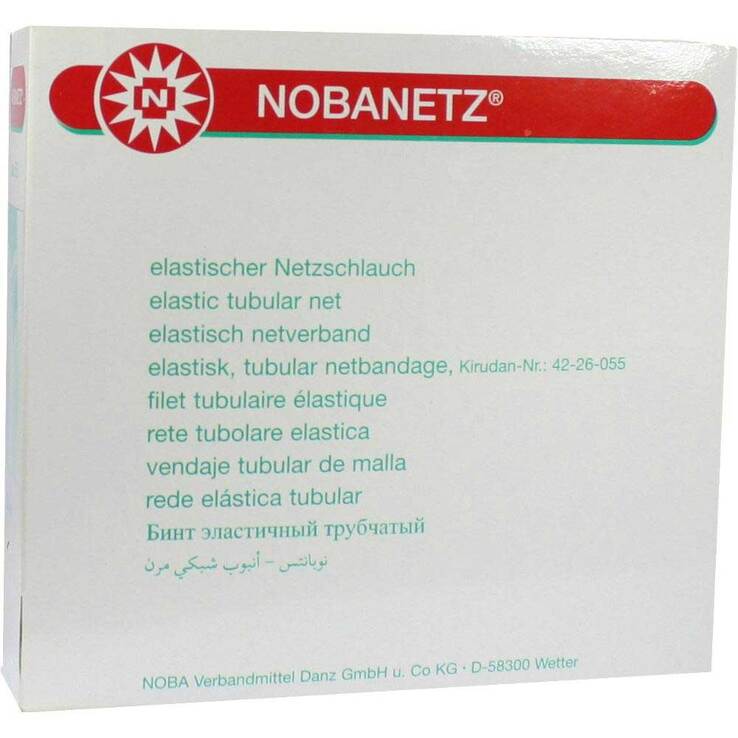 N
NOBANETZ®
elastischer Netzschlauch
elastic tubular net
elastisch netverband
elastisk, tubular netbandage, Kirudan-Nr.: 42-26-055
filet tubulaire élastique
rete tubolare elastica
vendaje tubular de malla
rede elástica tubular
Бинт эластичный трубчатый
نوبانتس – أنبوب شبكي مرن
NOBA Verbandmittel Danz GmbH u. Co KG · D-58300 Wetter